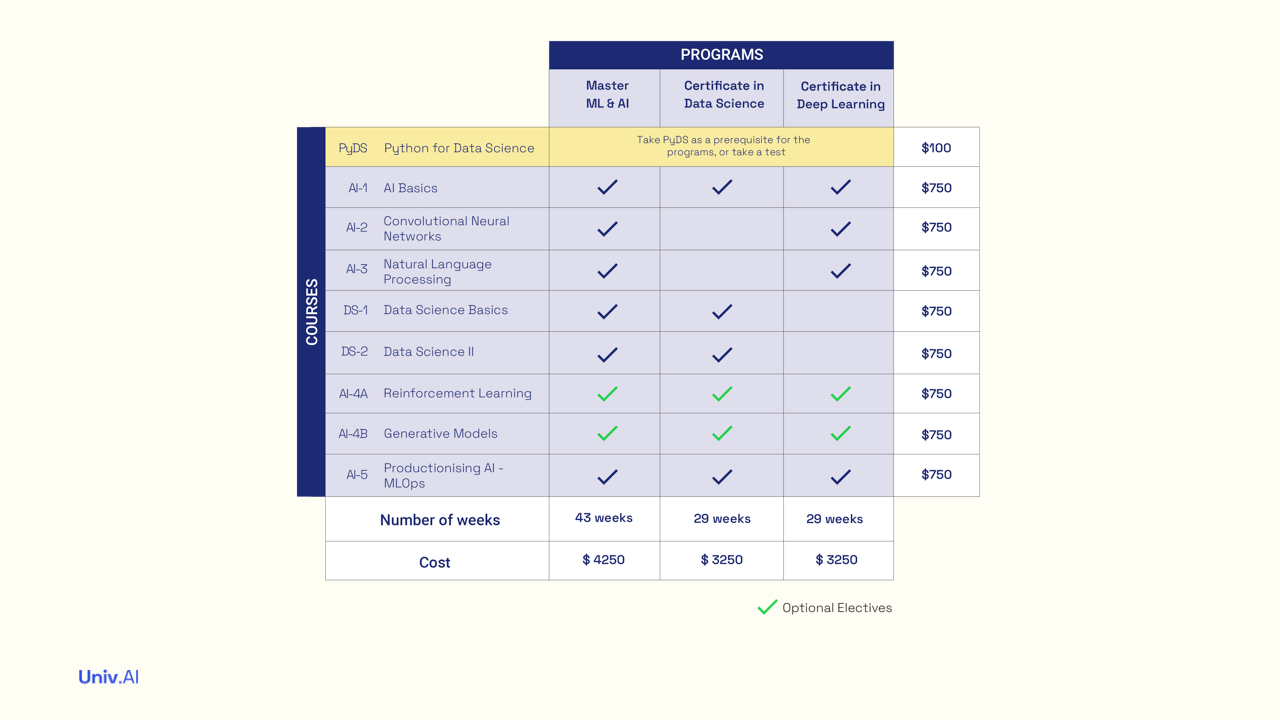 PROGRAMS
Master
ML & AI
Certificate in
Data Science
Certificate in
Deep Learning
COURSES
PyDS Python for Data Science
Take PyDS as a prerequisite for the
programs, or take a test
$100
AI-1 AI Basics $750
AI-2 Convolutional Neural
Networks
$750
AI-3 Natural Language
Processing
$750
DS-1 Data Science Basics $750
DS-2 Data Science II $750
AI-4A Reinforcement Learning $750
AI-4B Generative Models $750
AI-5 Productionising AI -
MLOps
$750
Number of weeks 43 weeks 29 weeks 29 weeks
Cost $ 4250 $ 3250 $ 3250
Optional Electives
Univ.AI